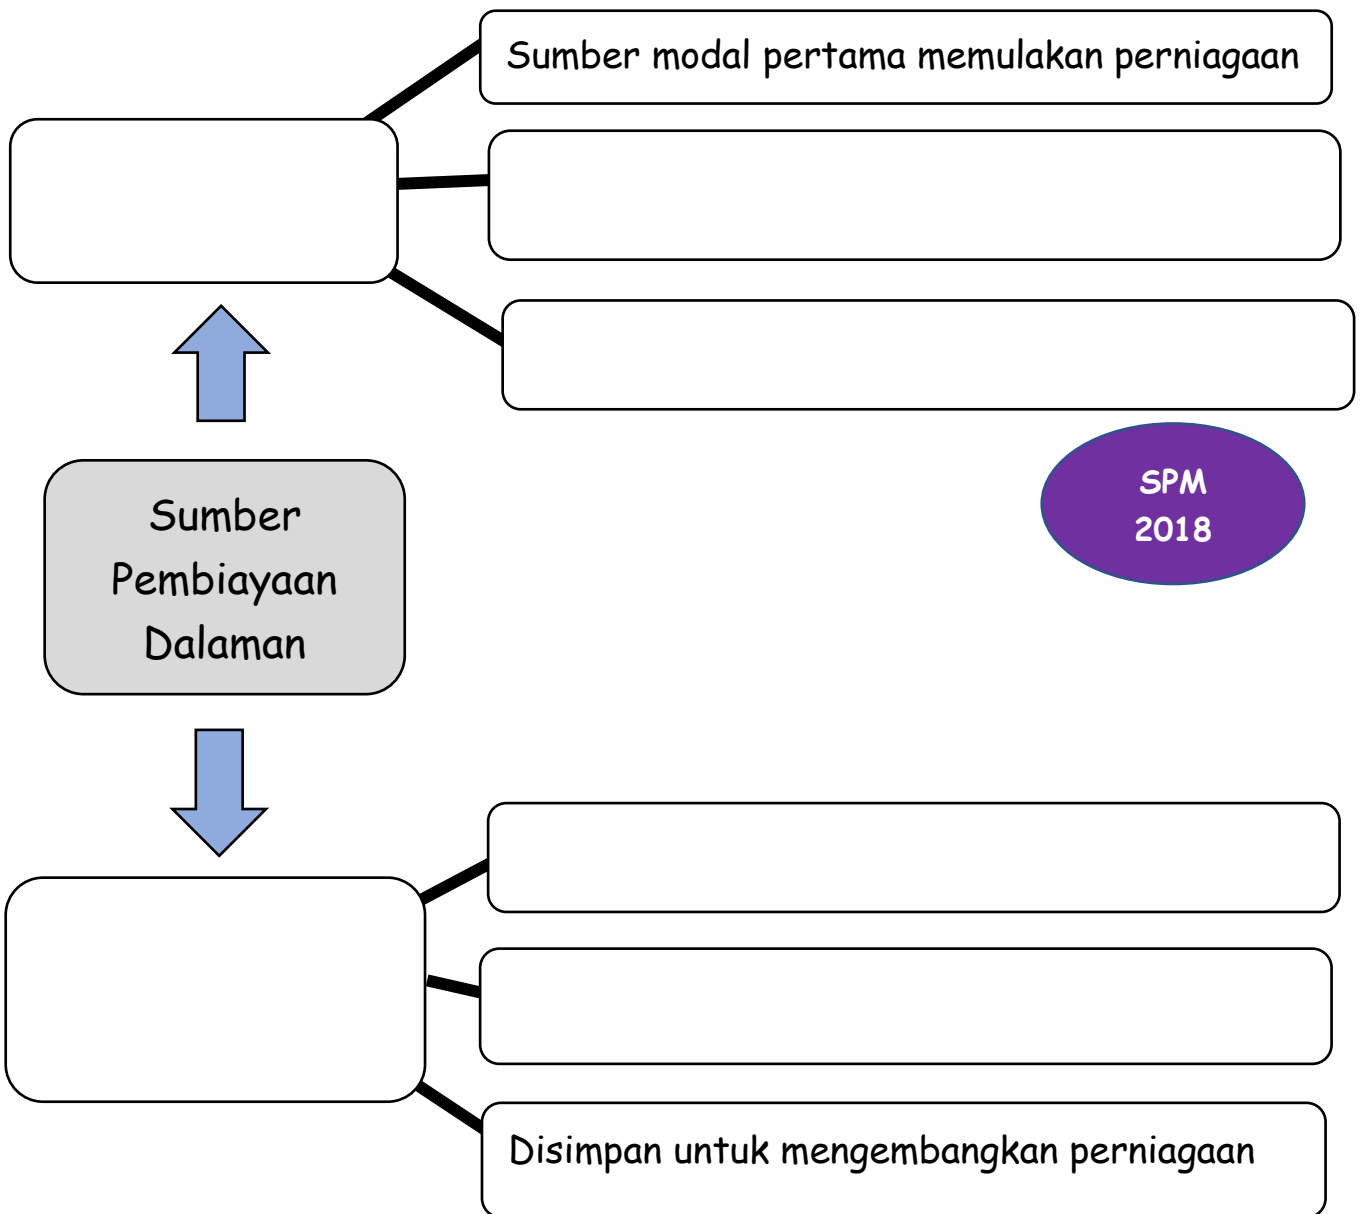 Sumber modal pertama memulakan perniagaan
SPM
2018
Sumber
Pembiayaan
Dalaman
Disimpan untuk mengembangkan perniagaan